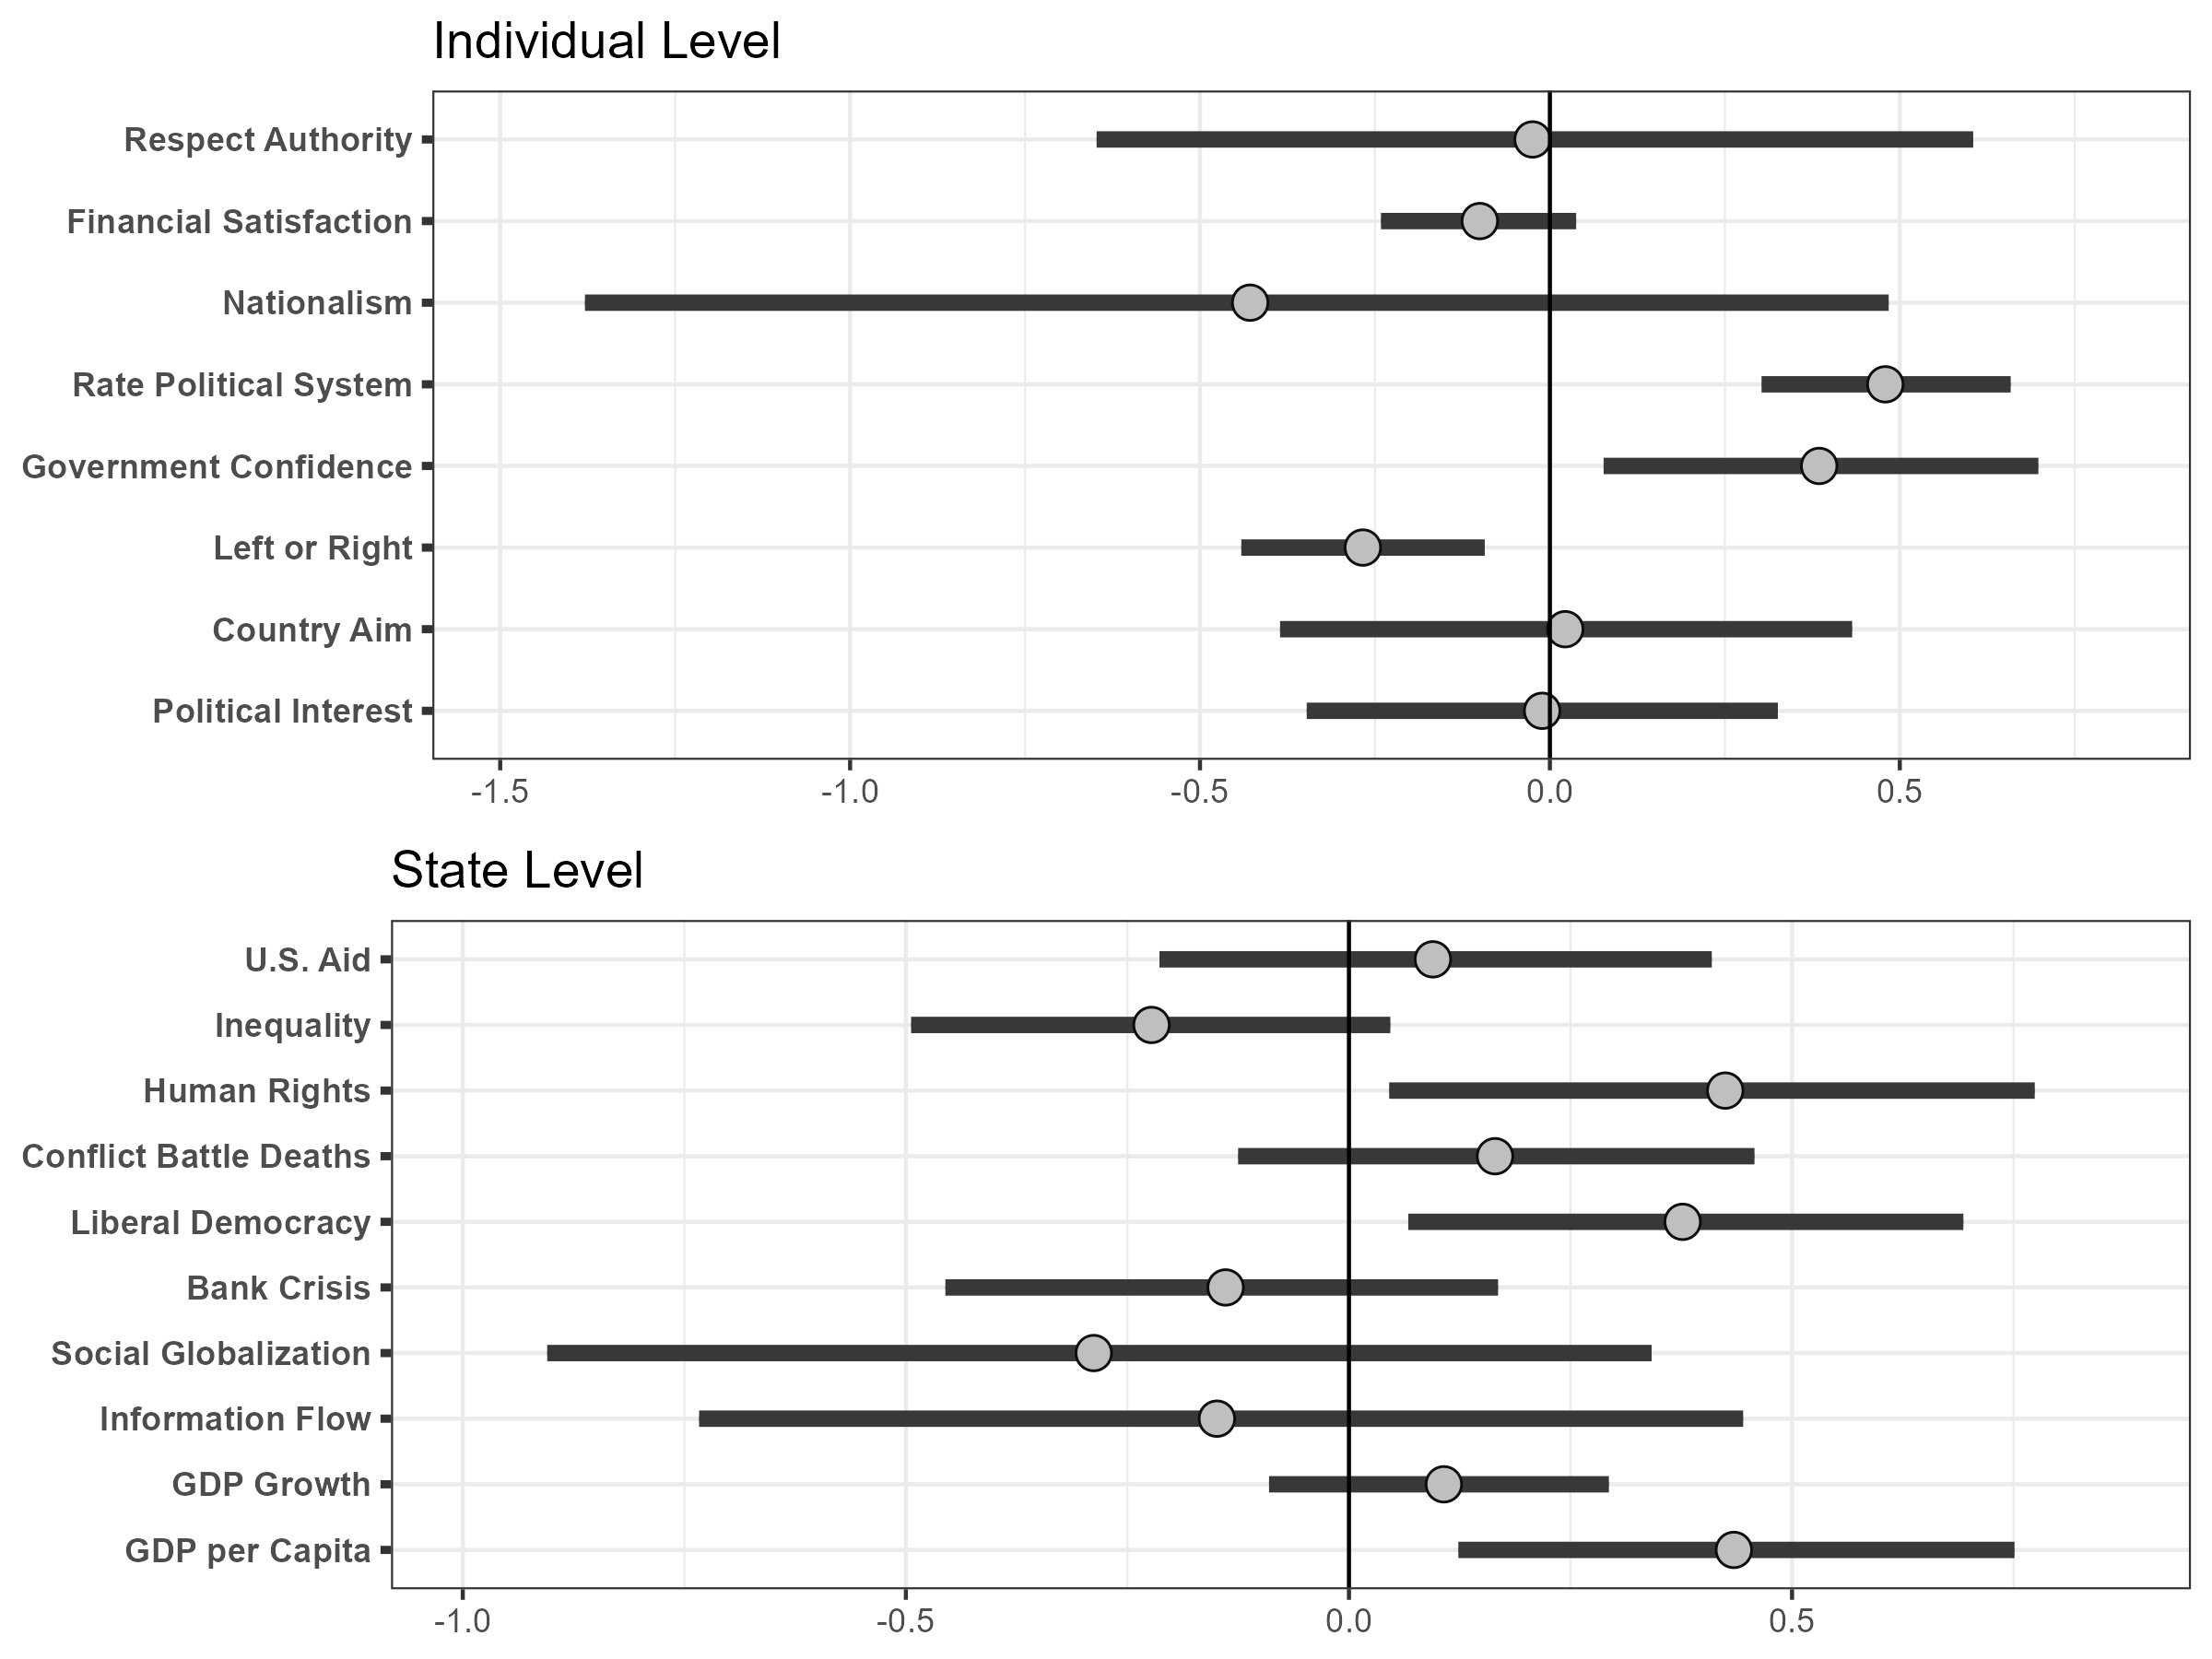 Individual Level
Respect Authority
Financial Satisfaction
Nationalism
Rate Political System
Government Confidence
Left or Right
Country Aim
Political Interest
-1.5 -1.0 -0.5 0.0 0.5
State Level
U.S. Aid
Inequality
Human Rights
Conflict Battle Deaths
Liberal Democracy
Bank Crisis
Social Globalization
Information Flow
GDP Growth
GDP per Capita
-1.0 -0.5 0.0 0.5